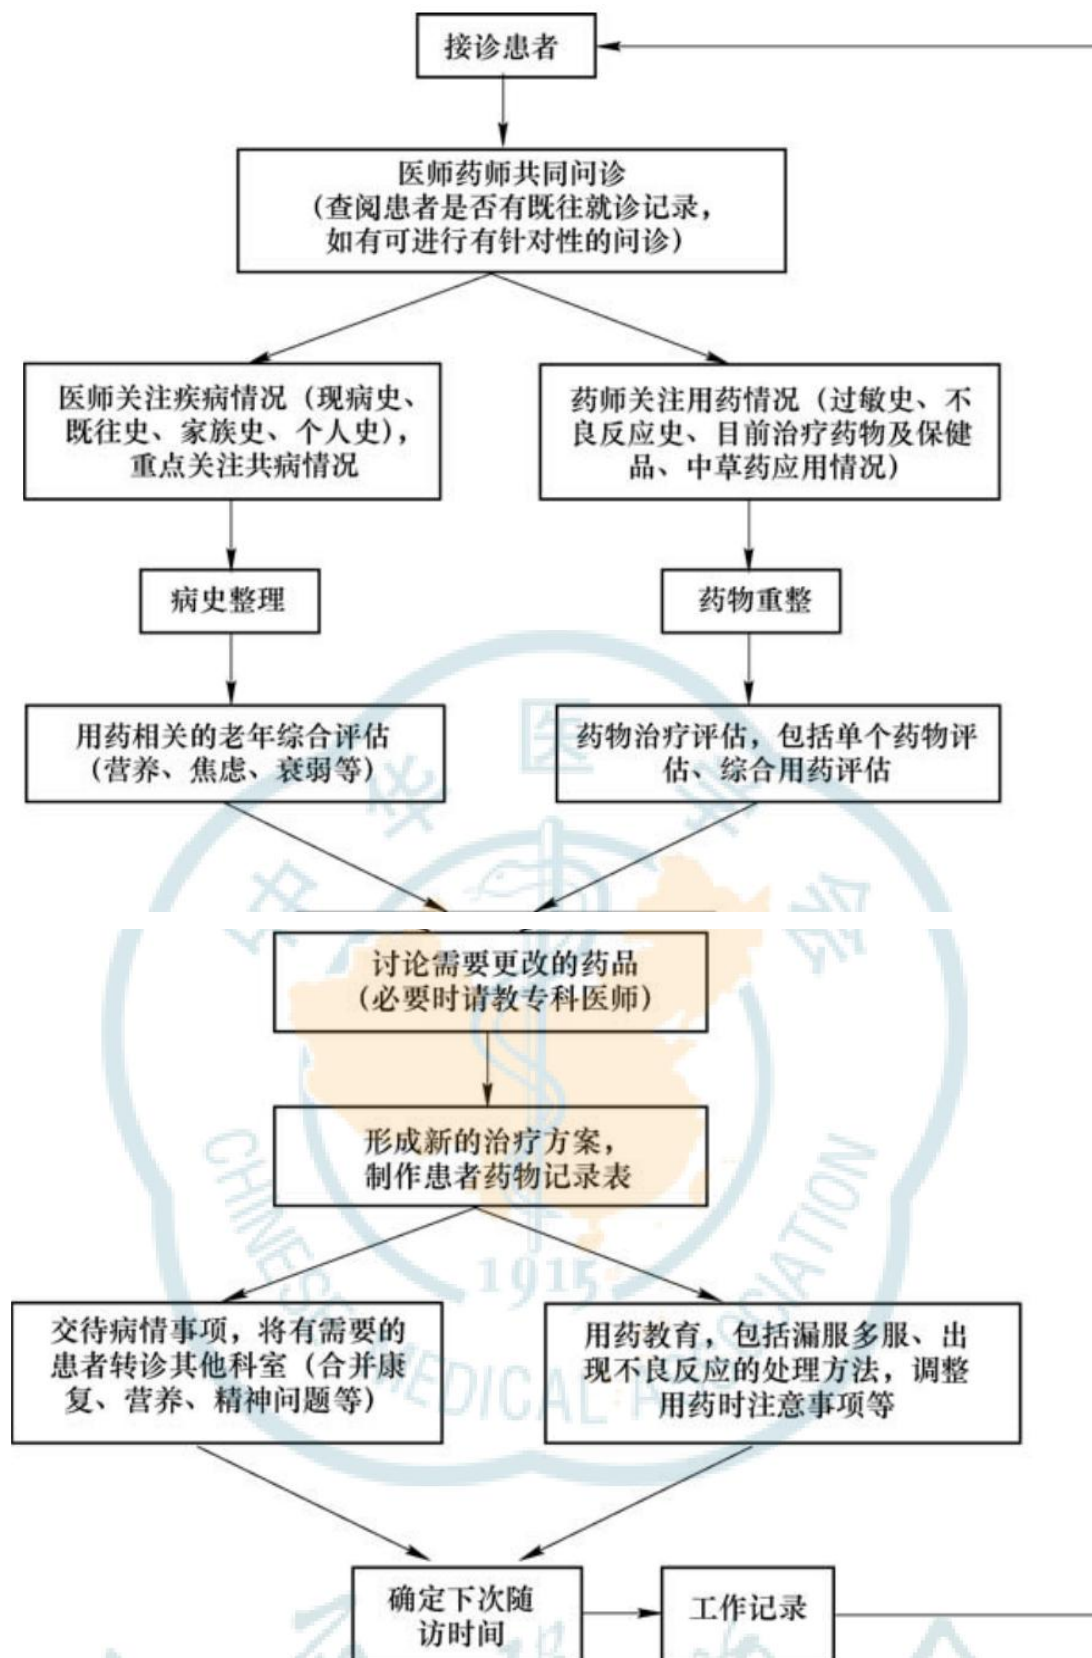 接诊患者
医师药师共同问诊
（查阅患者是否有既往就诊记录，
如有可进行有针对性的问诊）
医师关注疾病情况（现病史、
既往史、家族史、个人史），
重点关注共病情况
药师关注用药情况（过敏史、不
良反应史、目前治疗药物及保健
品、中草药应用情况）
病史整理
药物重整
用药相关的老年综合评估
（营养、焦虑、衰弱等）
药物治疗评估，包括单个药物评
估、综合用药评估
中华医学会
讨论需要更改的药品
（必要时请教专科医师）
形成新的治疗方案，
制作患者药物记录表
1915
CHINESE MEDICAL ASSOCIATION
交待病情事项，将有需要的
患者转诊其他科室（合并康
复、营养、精神问题等）
用药教育，包括漏服多服、出
现不良反应的处理方法，调整
用药时注意事项等
确定下次随
访时间
工作记录